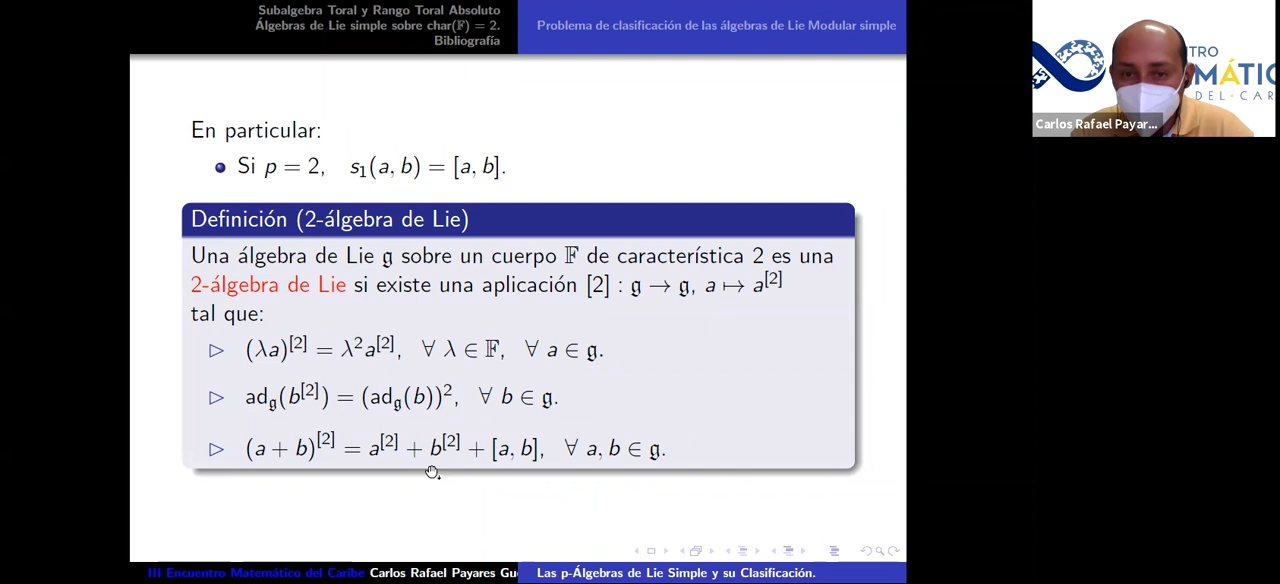 Subalgebra Toral y Rango Toral Absoluto
Álgebras de Lie simple sobre char(𝔽) = 2.
Bibliografía
Problema de clasificación de las álgebras de Lie Modular simple
En particular:
Si p = 2, s₁(a, b) = [a, b].
Definición (2-álgebra de Lie)
Una álgebra de Lie 𝔤 sobre un cuerpo 𝔽 de característica 2 es una
2-álgebra de Lie si existe una aplicación [2] : 𝔤 → 𝔤, a ↦ a^[2]
tal que:
▷ (λa)^[2] = λ²a^[2], ∀ λ ∈ 𝔽, ∀ a ∈ 𝔤.
▷ ad_𝔤(b^[2]) = (ad_𝔤(b))², ∀ b ∈ 𝔤.
▷ (a + b)^[2] = a^[2] + b^[2] + [a, b], ∀ a, b ∈ 𝔤.
III Encuentro Matemático del Caribe Carlos Rafael Payares Gu
Las p-Álgebras de Lie Simple y su Clasificación.
TRO
MÁTIC
DEL·CAR
Carlos Rafael Payar...